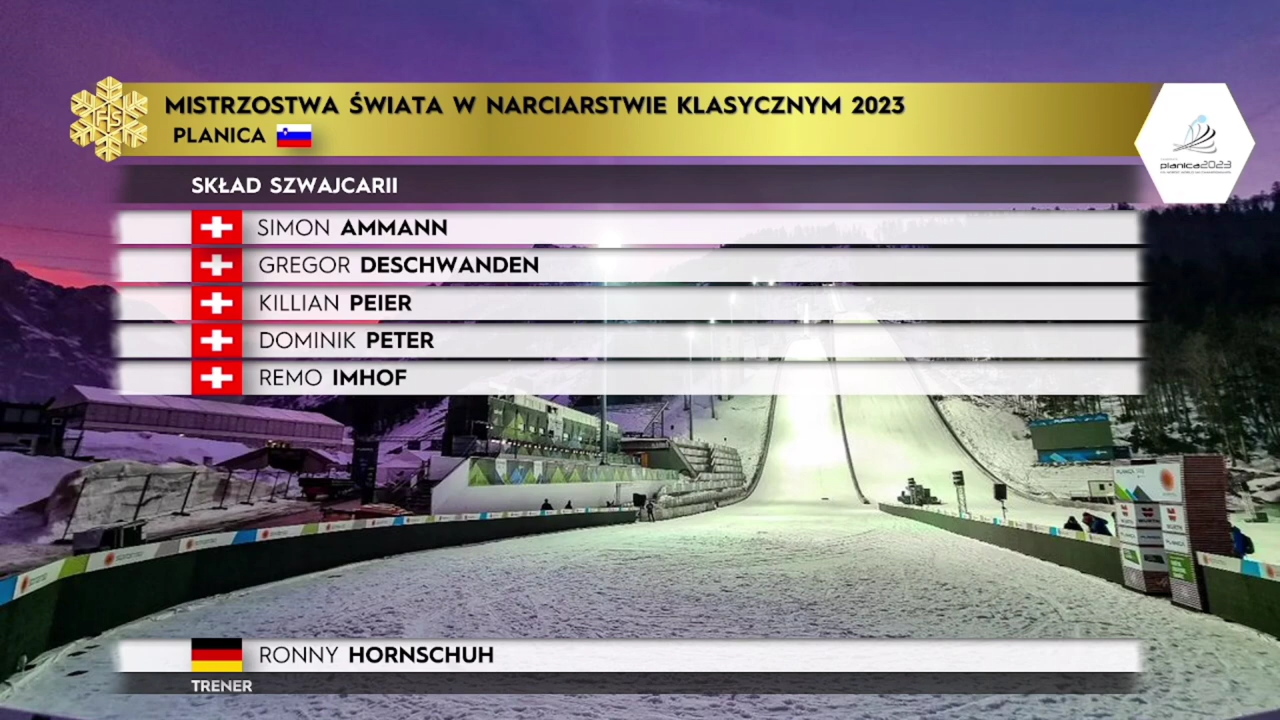 MISTRZOSTWA ŚWIATA W NARCIARSTWIE KLASYCZNYM 2023
PLANICA
FIS
planica2023
SKŁAD SZWAJCARII
SIMON AMMANN
GREGOR DESCHWANDEN
KILLIAN PEIER
DOMINIK PETER
REMO IMHOF
RONNY HORNSCHUH
TRENER